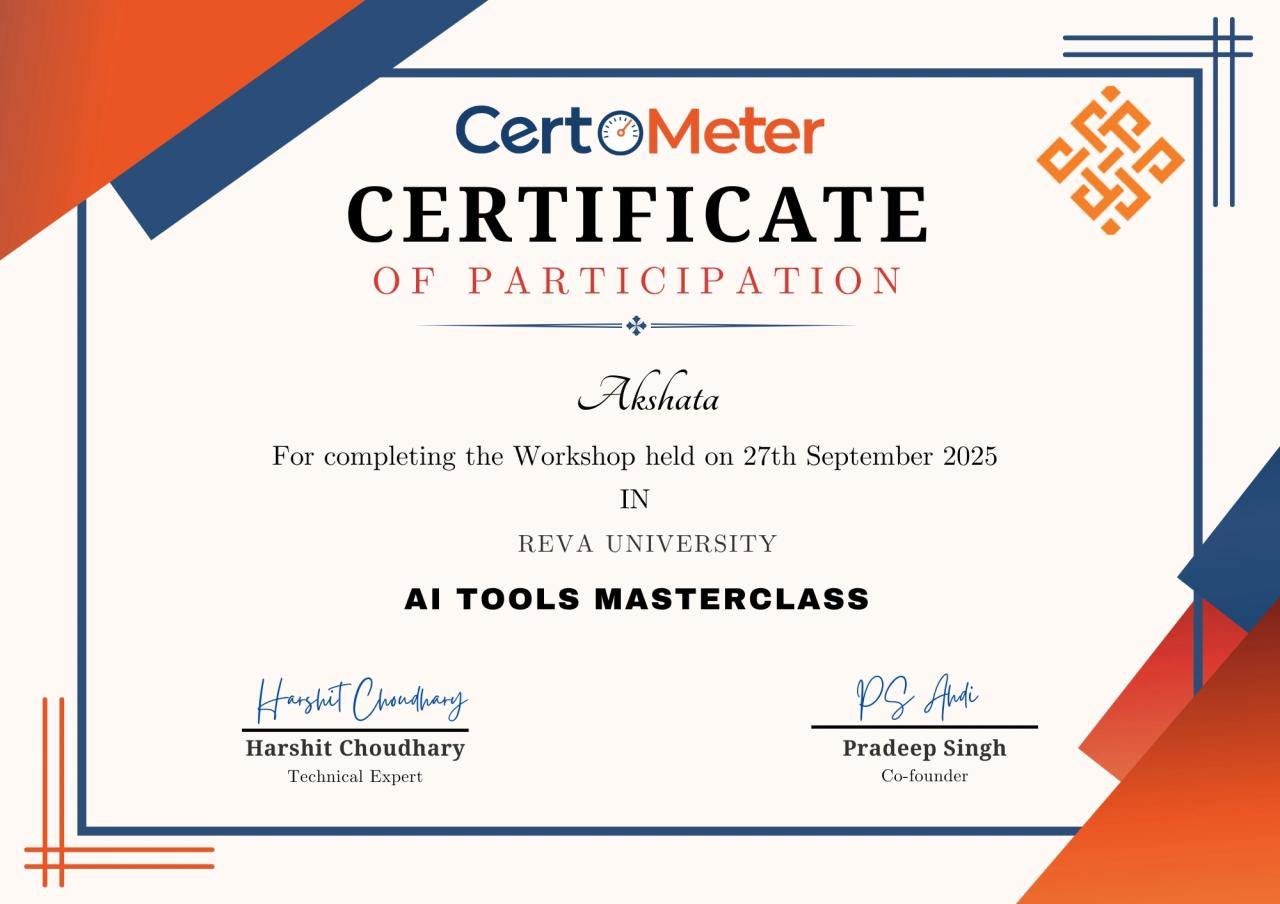 CertoMeter
CERTIFICATE
OF PARTICIPATION
Akshata
For completing the Workshop held on 27th September 2025
IN
REVA UNIVERSITY
AI TOOLS MASTERCLASS
Harshit Choudhary
Harshit Choudhary
Technical Expert
PS Ahdi
Pradeep Singh
Co-founder